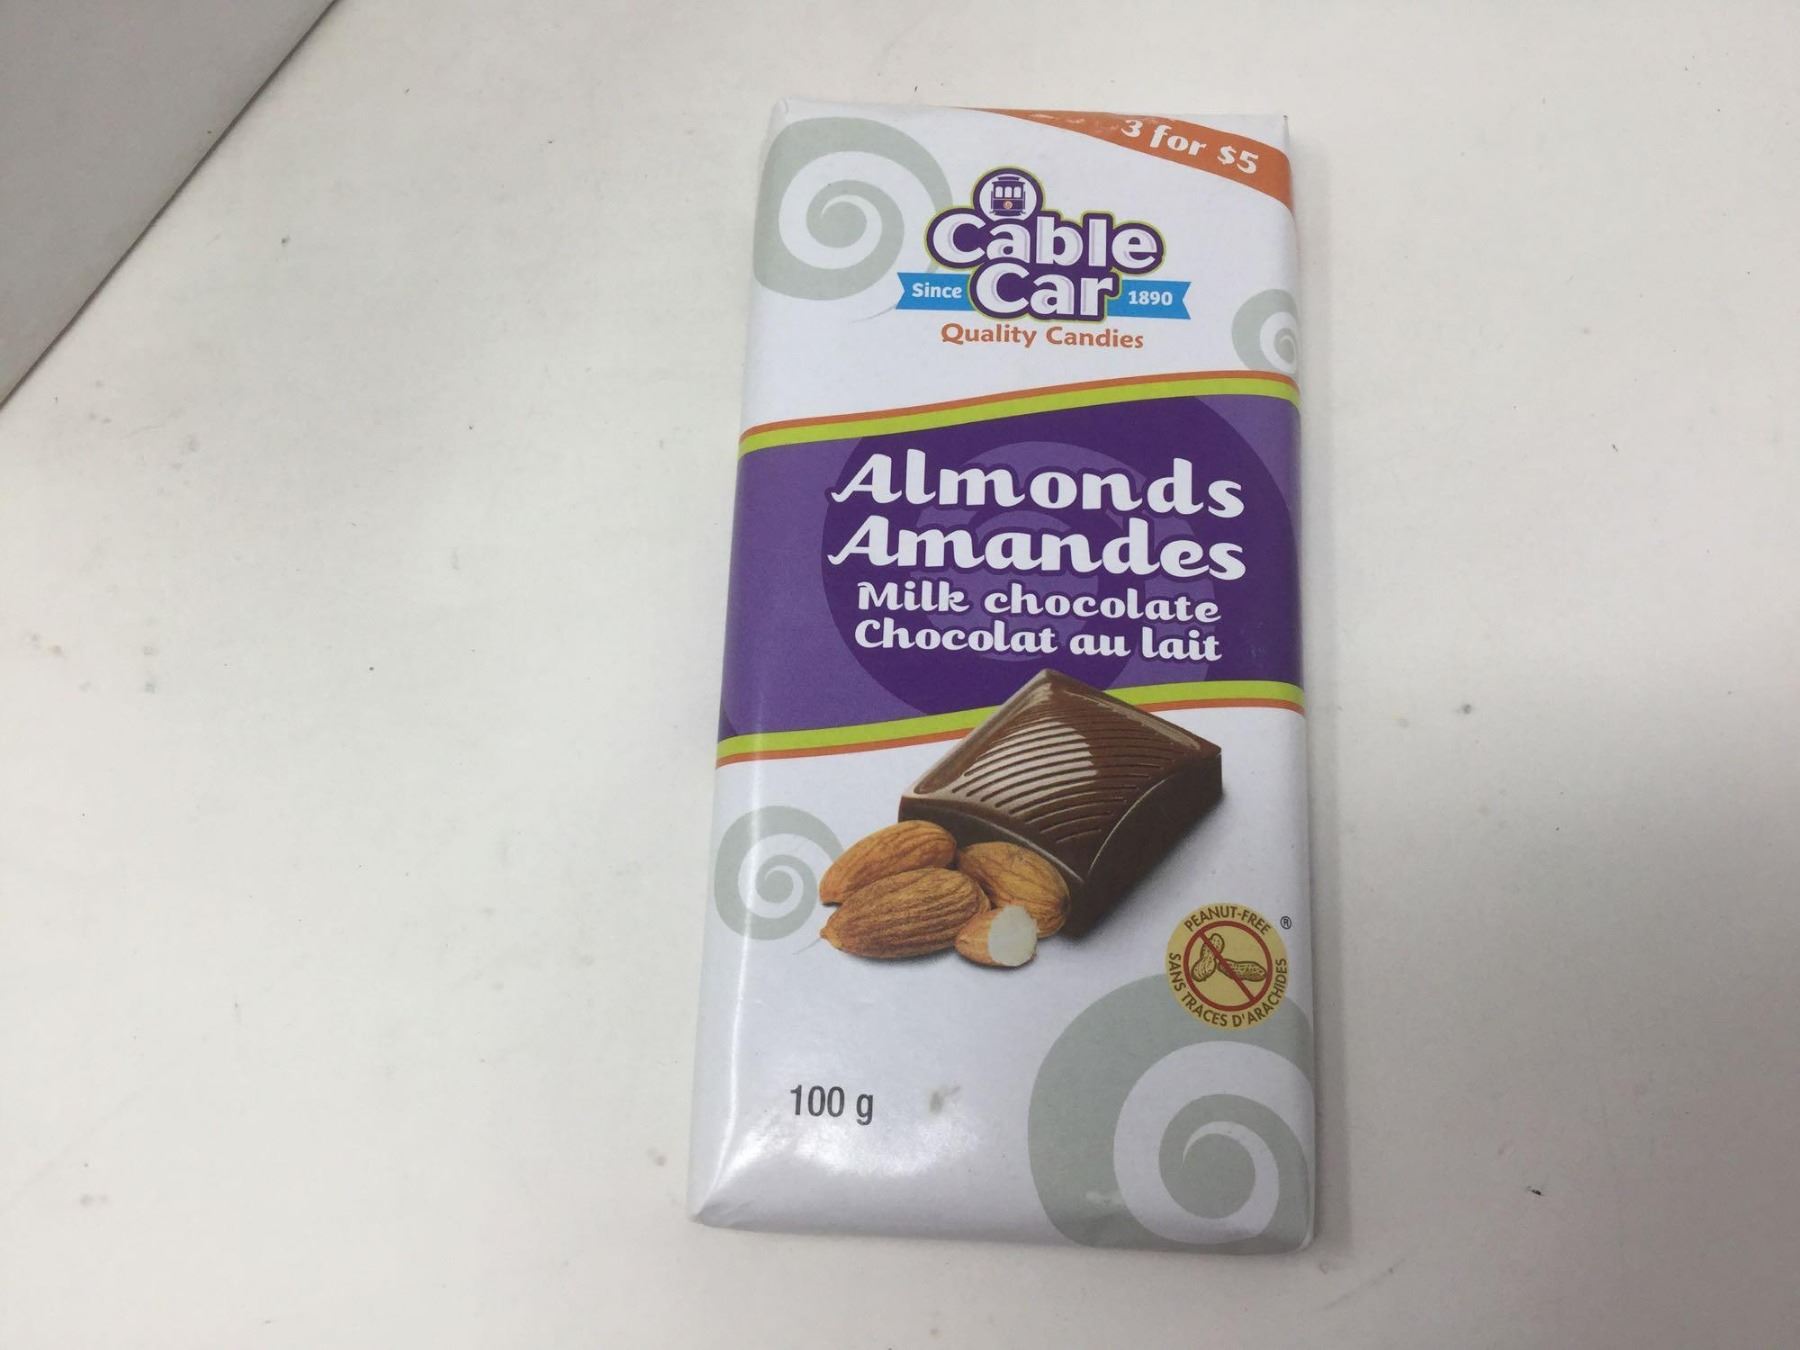 3 for $5
Cable
Car
Since 1890
Quality Candies
Almonds
Amandes
Milk chocolate
Chocolat au lait
PEANUT-FREE ®
SANS TRACES D'ARACHIDES
100 g